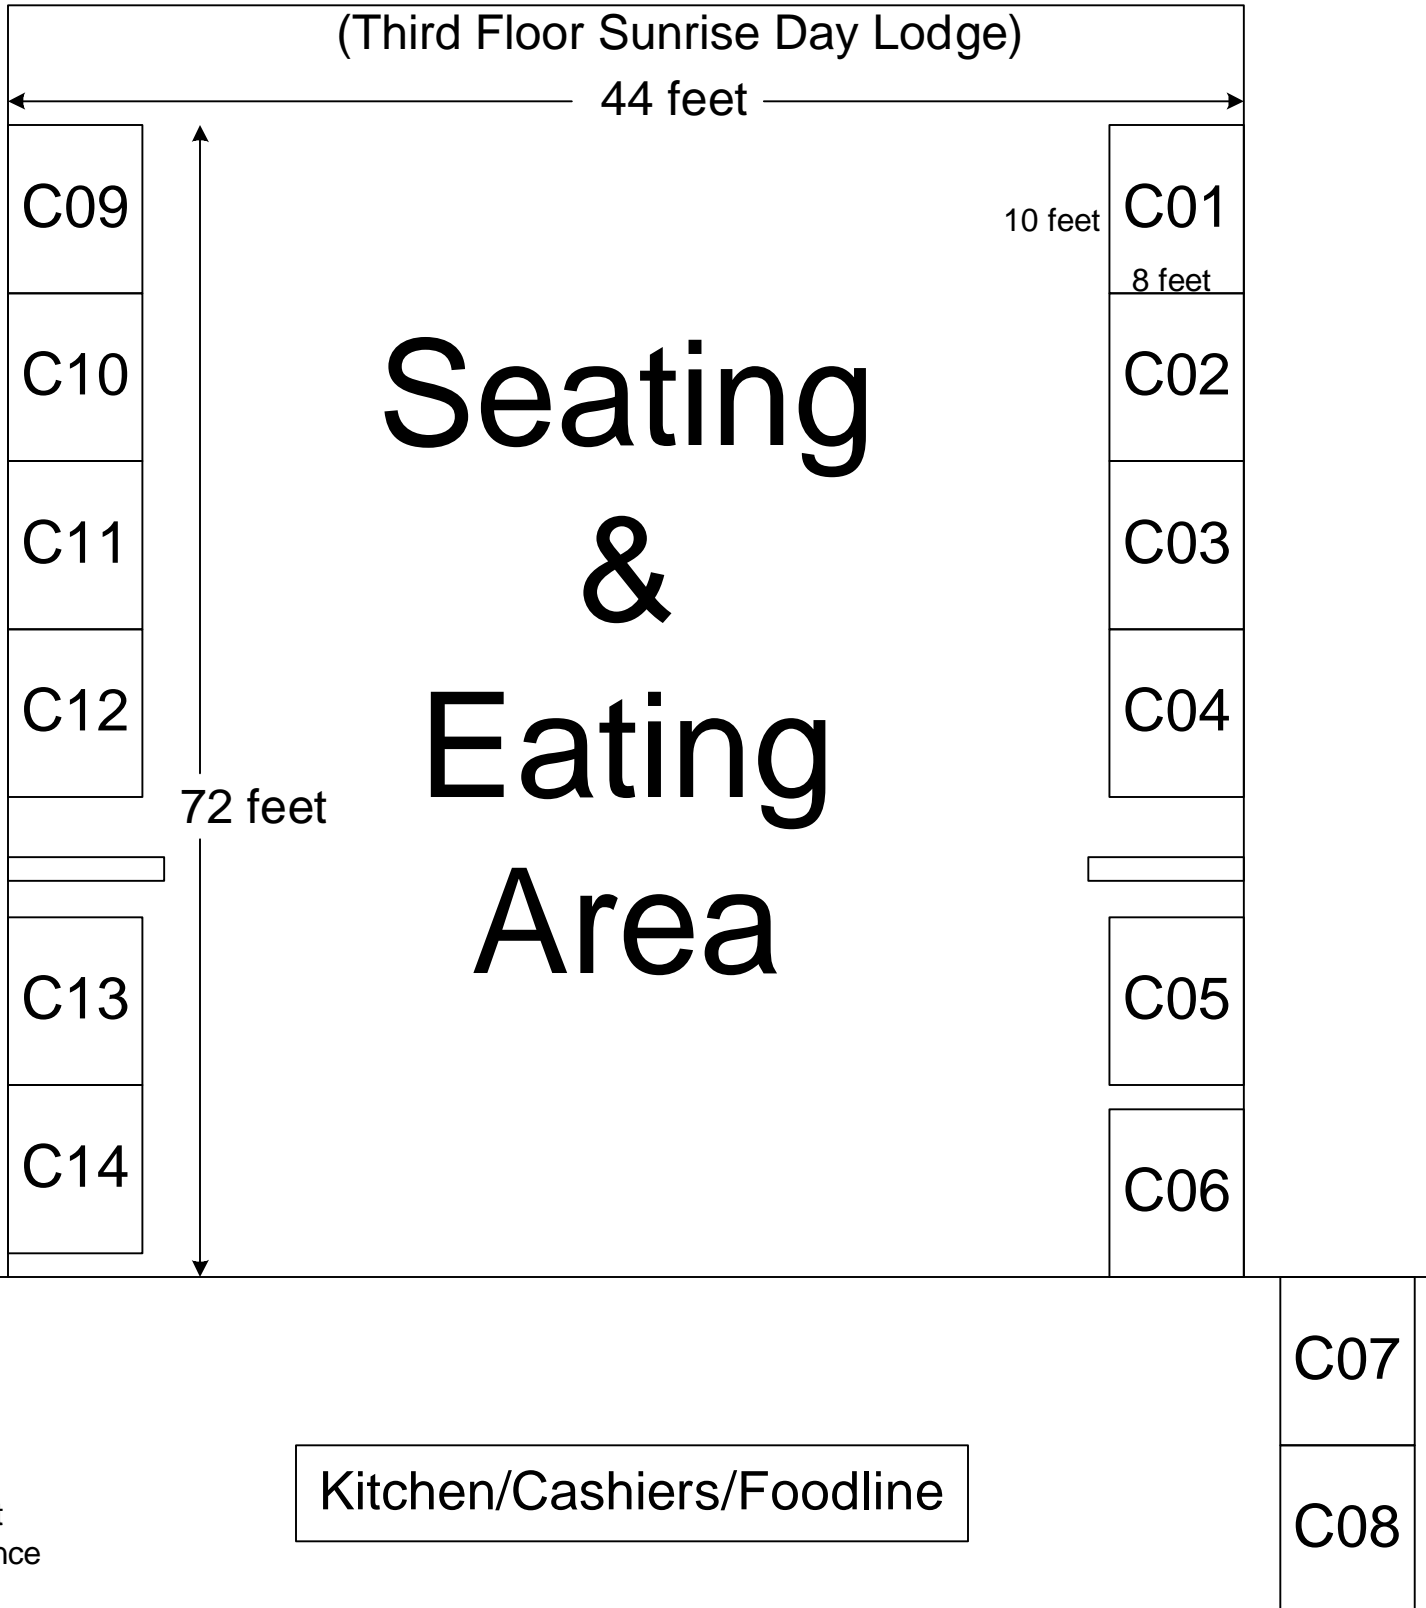 (Third Floor Sunrise Day Lodge)
44 feet
C09
C01
10 feet
8 feet
C10
C02
Seating
&
Eating
Area
C11
C03
C12
C04
72 feet
C13
C05
C14
C06
C07
Kitchen/Cashiers/Foodline
C08